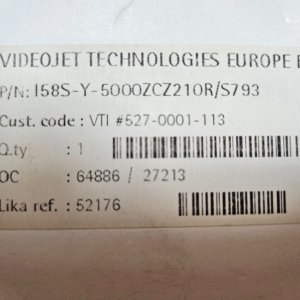 VIDEOJET TECHNOLOGIES EUROPE
P/N: I58S-Y-5000ZCZ210R/S793
Cust. code : VTI #527-0001-113
Q.ty : 1
OC : 64886 / 27213
Lika ref. : 52176